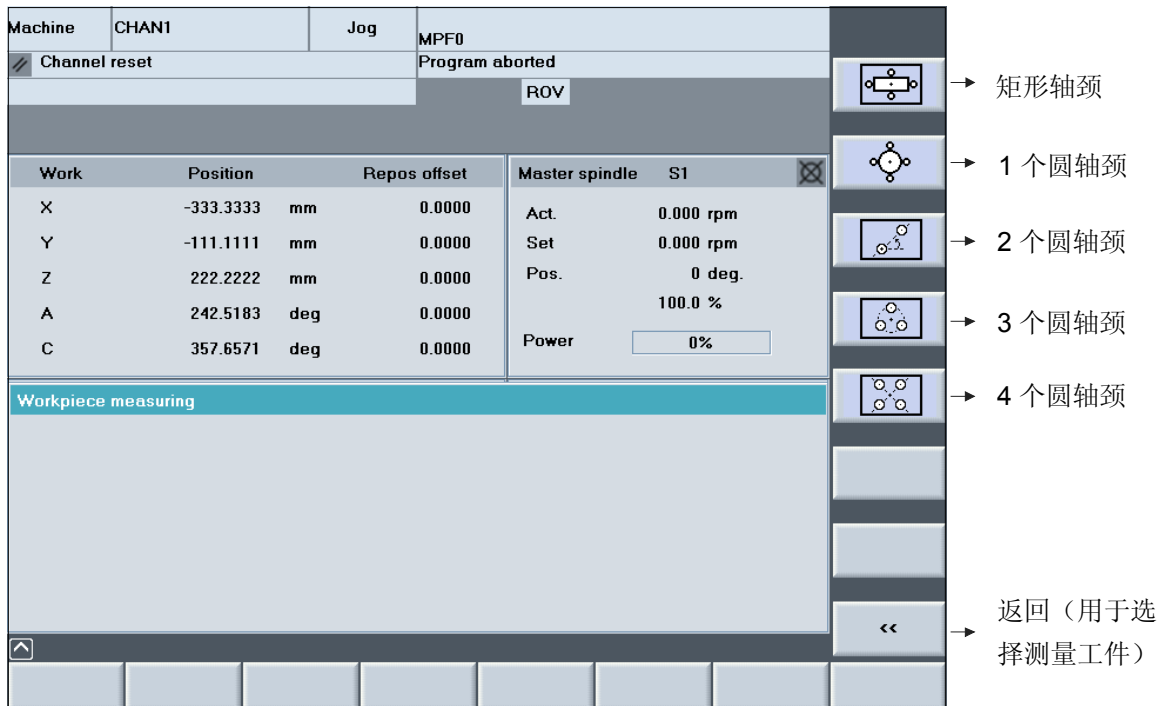 Machine CHAN1 Jog MPF0
Channel reset Program aborted
ROV
Work Position Repos offset
X -333.3333 mm 0.0000
Y -111.1111 mm 0.0000
Z 222.2222 mm 0.0000
A 242.5183 deg 0.0000
C 357.6571 deg 0.0000
Master spindle S1
Act. 0.000 rpm
Set 0.000 rpm
Pos. 0 deg.
100.0 %
Power 0%
Workpiece measuring
<<
矩形轴颈
1 个圆轴颈
2 个圆轴颈
3 个圆轴颈
4 个圆轴颈
返回（用于选
择测量工件）